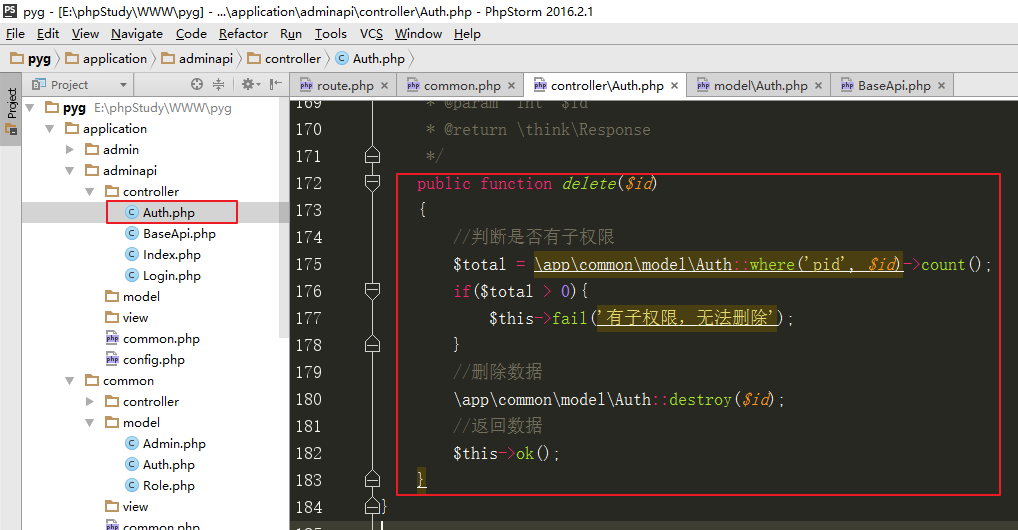 pyg - [E:\phpStudy\WWW\pyg] - ...\application\adminapi\controller\Auth.php - PhpStorm 2016.2.1
File Edit View Navigate Code Refactor Run Tools VCS Window Help
pyg application adminapi controller Auth.php
Project
Project
route.php common.php controller\Auth.php model\Auth.php BaseApi.php
pyg E:\phpStudy\WWW\pyg
application
admin
adminapi
controller
Auth.php
BaseApi.php
Index.php
Login.php
model
view
common.php
config.php
common
controller
model
Admin.php
Auth.php
Role.php
view
common.php
169 * @param int $id
170 * @return \think\Response
171 */
172 public function delete($id)
173 {
174 //判断是否有子权限
175 $total = \app\common\model\Auth::where('pid', $id)->count();
176 if($total > 0){
177 $this->fail('有子权限，无法删除');
178 }
179 //删除数据
180 \app\common\model\Auth::destroy($id);
181 //返回数据
182 $this->ok();
183 }
184 }
185